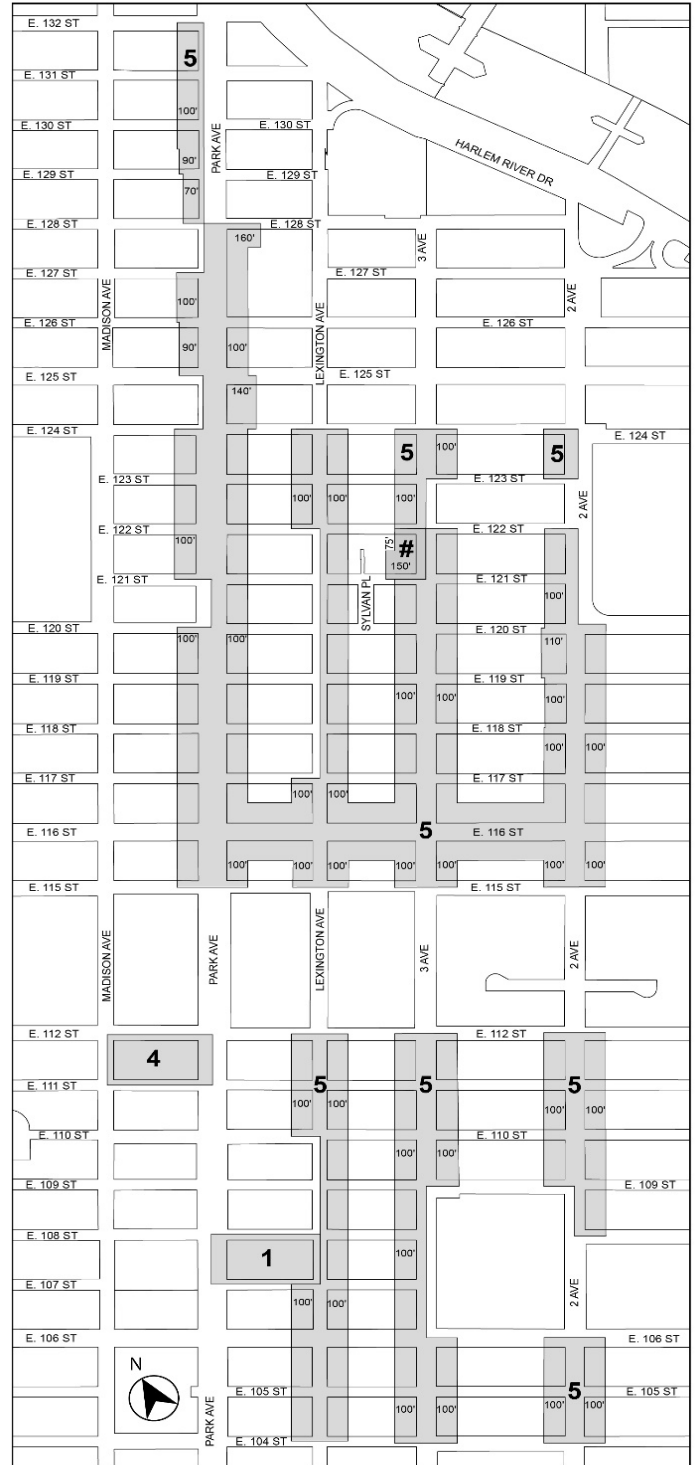 E. 132 ST
5
E. 131 ST
100'
E. 130 ST
E. 130 ST
PARK AVE
HARLEM RIVER DR
90'
E. 129 ST
E. 129 ST
70'
E. 128 ST
E. 128 ST
160'
3 AVE
E. 127 ST
E. 127 ST
MADISON AVE
100'
LEXINGTON AVE
2 AVE
E. 126 ST
E. 126 ST
90'
100'
E. 125 ST
E. 125 ST
140'
E. 124 ST
E. 124 ST
5
100'
5
E. 123 ST
E. 123 ST
100'
100'
100'
2 AVE
E. 122 ST
E. 122 ST
100'
75'
#
150'
E. 121 ST
E. 121 ST
SYLVAN PL
100'
E. 120 ST
E. 120 ST
100'
100'
110'
E. 119 ST
E. 119 ST
100'
100'
100'
E. 118 ST
E. 118 ST
100'
100'
E. 117 ST
E. 117 ST
100'
100'
5
E. 116 ST
E. 116 ST
100'
100'
100'
100'
100'
100'
100'
E. 115 ST
E. 115 ST
MADISON AVE
PARK AVE
LEXINGTON AVE
3 AVE
2 AVE
E. 112 ST
E. 112 ST
4
5
5
5
E. 111 ST
100'
100'
100'
100'
E. 110 ST
E. 110 ST
100'
100'
E. 109 ST
E. 109 ST
E. 108 ST
1
100'
E. 107 ST
100'
100'
2 AVE
E. 106 ST
E. 106 ST
N
5
E. 105 ST
E. 105 ST
PARK AVE
100'
100'
100'
100'
E. 104 ST